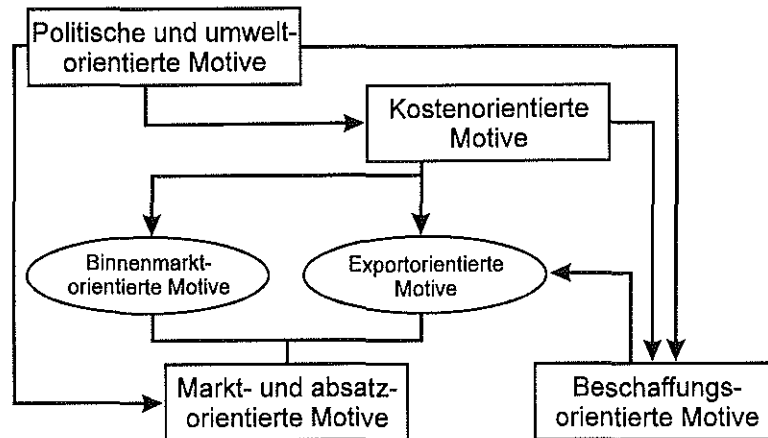 Politische und umwelt-
orientierte Motive
Kostenorientierte
Motive
Binnenmarkt-
orientierte Motive
Exportorientierte
Motive
Markt- und absatz-
orientierte Motive
Beschaffungs-
orientierte Motive